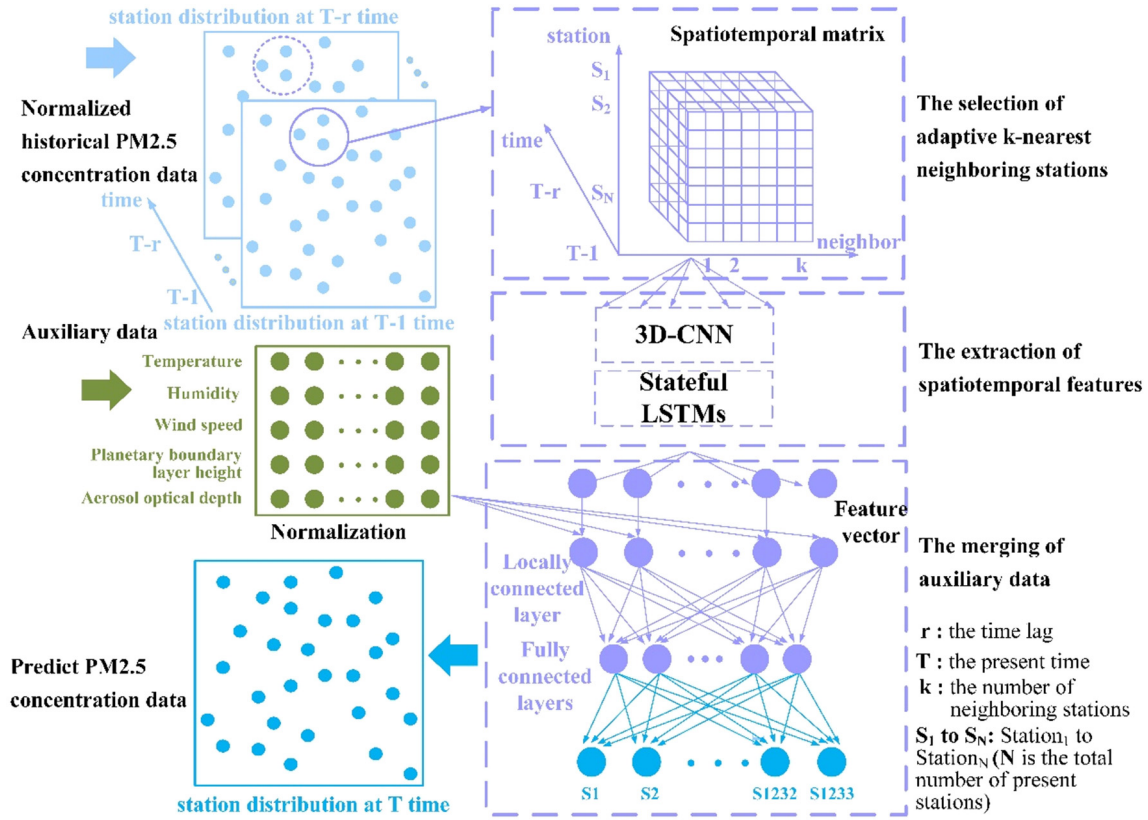 station distribution at T-r time
Normalized
historical PM2.5
concentration data
time
T-r
T-1
station distribution at T-1 time
station
Spatiotemporal matrix
S1
S2
time
T-r
SN
T-1
neighbor
1 2 k
The selection of
adaptive k-nearest
neighboring stations
Auxiliary data
Temperature
Humidity
Wind speed
Planetary boundary
layer height
Aerosol optical depth
Normalization
3D-CNN
Stateful
LSTMs
The extraction of
spatiotemporal features
Feature
vector
Locally
connected
layer
Fully
connected
layers
S1 S2 S1232 S1233
The merging of
auxiliary data
r : the time lag
T : the present time
k : the number of
neighboring stations
S1 to SN: Station1 to
StationN (N is the total
number of present
stations)
Predict PM2.5
concentration data
station distribution at T time